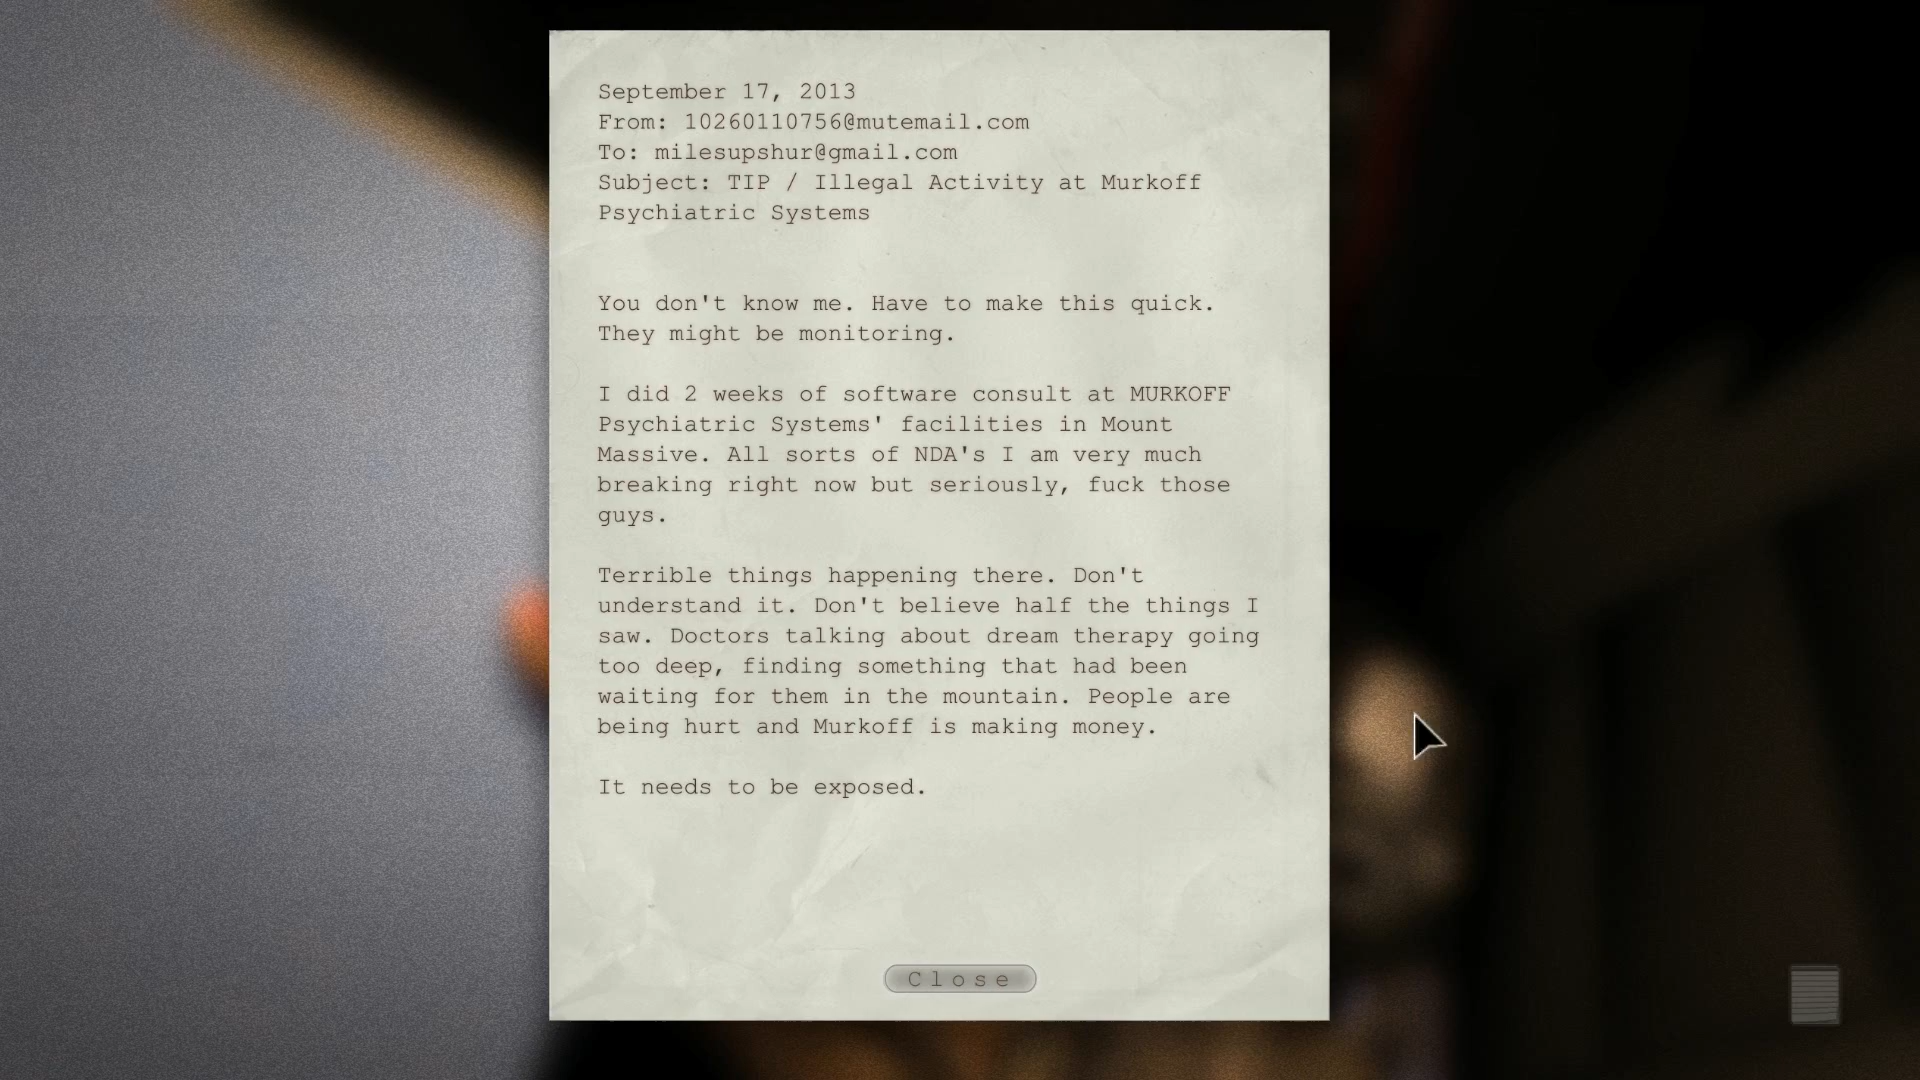 September 17, 2013
From: 10260110756@mutemail.com
To: milesupshur@gmail.com
Subject: TIP / Illegal Activity at Murkoff
Psychiatric Systems
You don't know me. Have to make this quick.
They might be monitoring.
I did 2 weeks of software consult at MURKOFF
Psychiatric Systems' facilities in Mount
Massive. All sorts of NDA's I am very much
breaking right now but seriously, fuck those
guys.
Terrible things happening there. Don't
understand it. Don't believe half the things I
saw. Doctors talking about dream therapy going
too deep, finding something that had been
waiting for them in the mountain. People are
being hurt and Murkoff is making money.
It needs to be exposed.
Close